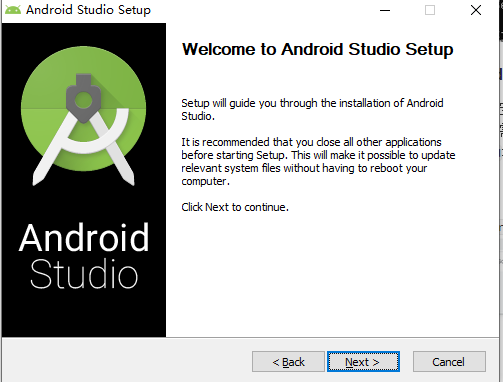 Android Studio Setup
Welcome to Android Studio Setup
Setup will guide you through the installation of Android
Studio.
It is recommended that you close all other applications
before starting Setup. This will make it possible to update
relevant system files without having to reboot your
computer.
Click Next to continue.
Android
Studio
< Back
Next >
Cancel